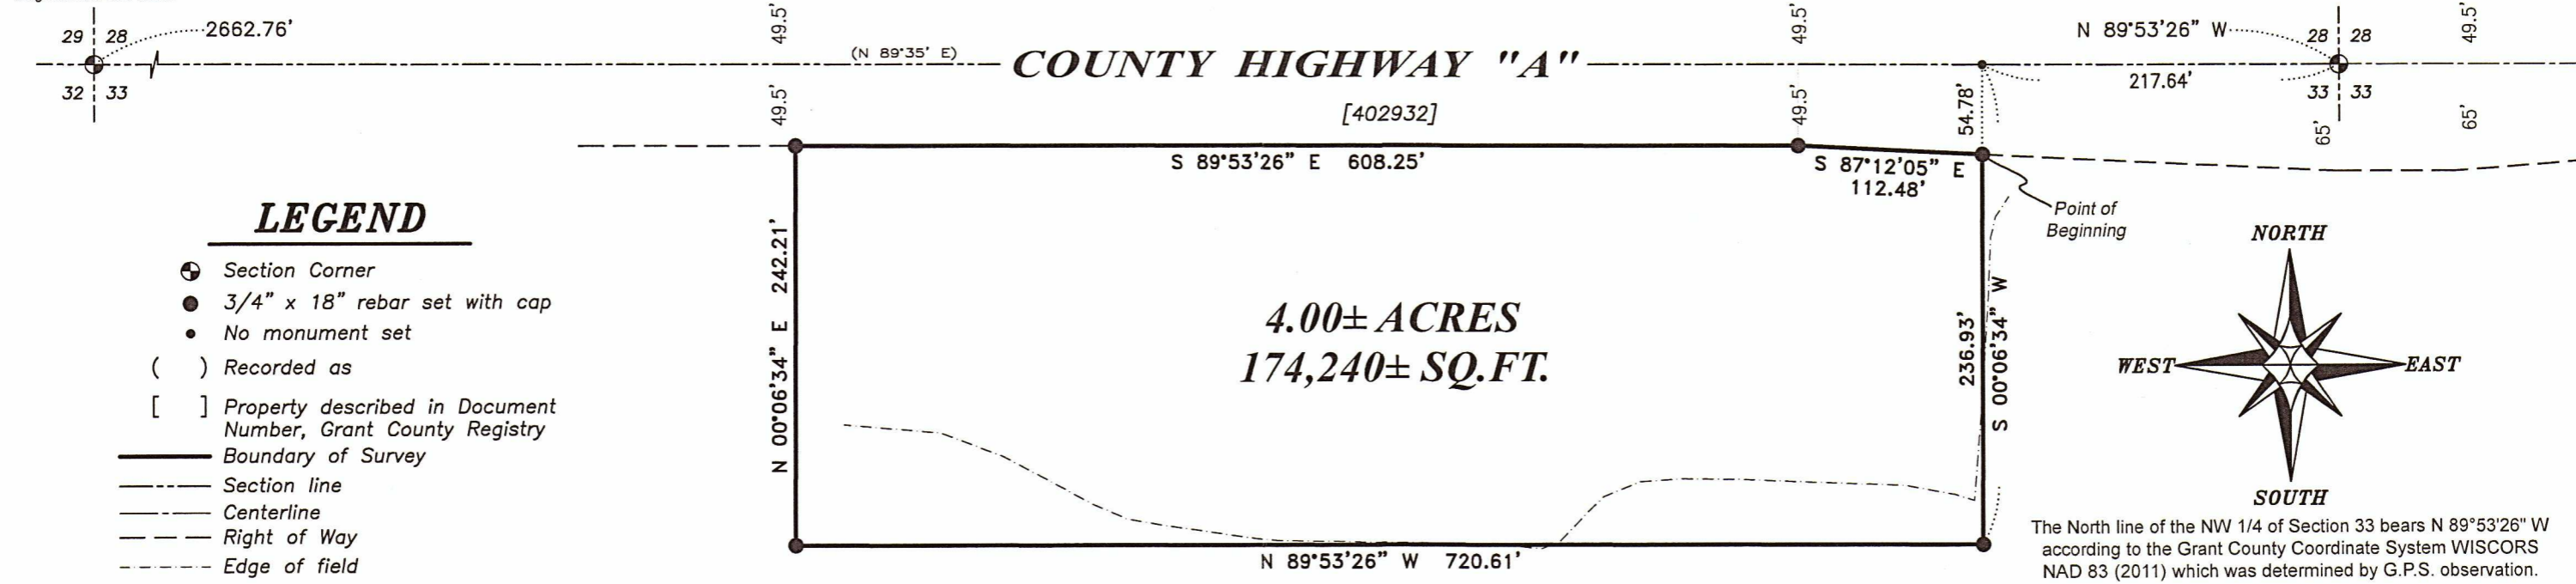 29 28
2662.76'
32 33
49.5'
49.5'
(N 89°35' E)
COUNTY HIGHWAY "A"
[402932]
49.5'
49.5'
54.78'
N 89°53'26" W
217.64'
28 28
33 33
65'
49.5'
65'
S 89°53'26" E 608.25'
S 87°12'05" E
112.48'
Point of
Beginning
LEGEND
Section Corner
3/4" x 18" rebar set with cap
No monument set
( ) Recorded as
[ ] Property described in Document
Number, Grant County Registry
Boundary of Survey
Section line
Centerline
Right of Way
Edge of field
N 00°06'34" E 242.21'
4.00± ACRES
174,240± SQ.FT.
236.93'
S 00°06'34" W
N 89°53'26" W 720.61'
NORTH
WEST
EAST
SOUTH
The North line of the NW 1/4 of Section 33 bears N 89°53'26" W
according to the Grant County Coordinate System WISCORS
NAD 83 (2011) which was determined by G.P.S. observation.